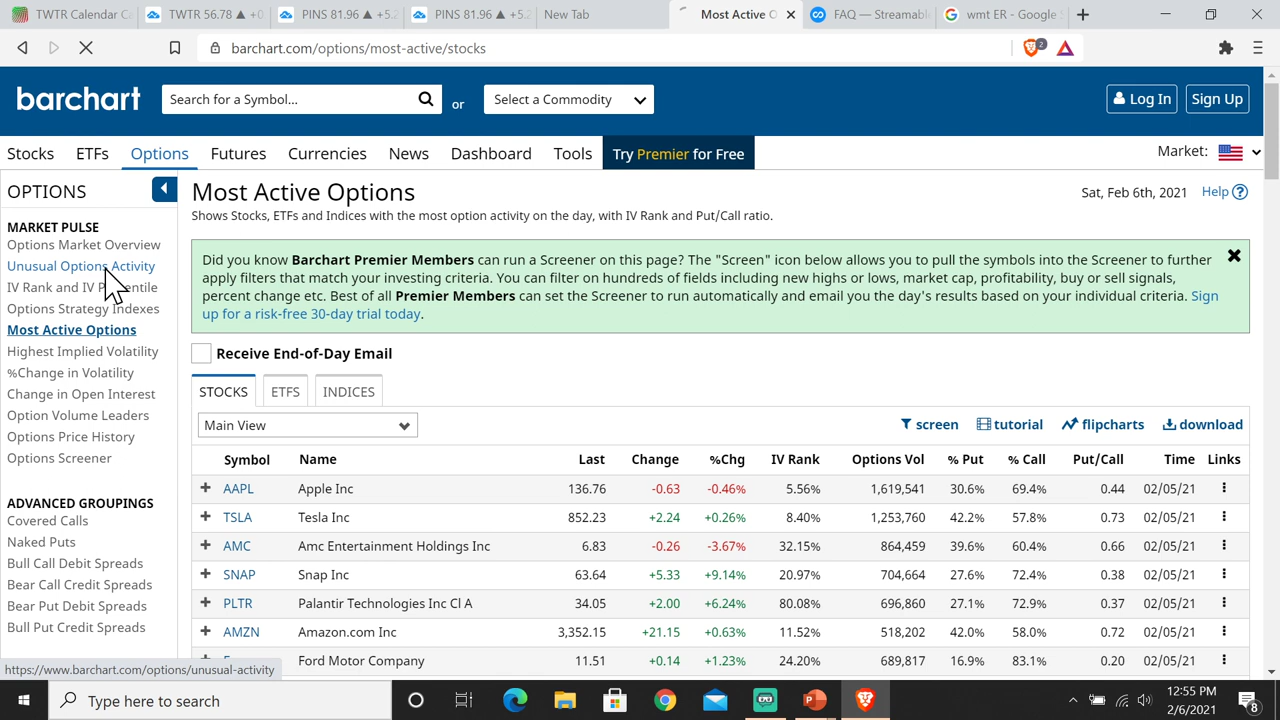 TWTR Calendar
TWTR 56.78 ▲ +0
PINS 81.96 ▲ +5.2
PINS 81.96 ▲ +5.2
New Tab
Most Active O
FAQ — Streamabl
wmt ER - Google S
barchart.com/options/most-active/stocks
2
barchart
Search for a Symbol...
or
Select a Commodity
Log In
Sign Up
Stocks
ETFs
Options
Futures
Currencies
News
Dashboard
Tools
Try Premier for Free
Market:
OPTIONS
MARKET PULSE
Options Market Overview
Unusual Options Activity
IV Rank and IV P entile
Options Strategy Indexes
Most Active Options
Highest Implied Volatility
%Change in Volatility
Change in Open Interest
Option Volume Leaders
Options Price History
Options Screener
ADVANCED GROUPINGS
Covered Calls
Naked Puts
Bull Call Debit Spreads
Bear Call Credit Spreads
Bear Put Debit Spreads
Bull Put Credit Spreads
Most Active Options
Sat, Feb 6th, 2021
Help ?
Shows Stocks, ETFs and Indices with the most option activity on the day, with IV Rank and Put/Call ratio.
Did you know Barchart Premier Members can run a Screener on this page? The "Screen" icon below allows you to pull the symbols into the Screener to further
apply filters that match your investing criteria. You can filter on hundreds of fields including new highs or lows, market cap, profitability, buy or sell signals,
percent change etc. Best of all Premier Members can set the Screener to run automatically and email you the day's results based on your individual criteria. Sign
up for a risk-free 30-day trial today.
Receive End-of-Day Email
STOCKS
ETFS
INDICES
Main View
screen
tutorial
flipcharts
download
Symbol Name Last Change %Chg IV Rank Options Vol % Put % Call Put/Call Time Links
AAPL Apple Inc 136.76 -0.63 -0.46% 5.56% 1,619,541 30.6% 69.4% 0.44 02/05/21
TSLA Tesla Inc 852.23 +2.24 +0.26% 8.40% 1,253,760 42.2% 57.8% 0.73 02/05/21
AMC Amc Entertainment Holdings Inc 6.83 -0.26 -3.67% 32.15% 864,459 39.6% 60.4% 0.66 02/05/21
SNAP Snap Inc 63.64 +5.33 +9.14% 20.97% 704,664 27.6% 72.4% 0.38 02/05/21
PLTR Palantir Technologies Inc Cl A 34.05 +2.00 +6.24% 80.08% 696,860 27.1% 72.9% 0.37 02/05/21
AMZN Amazon.com Inc 3,352.15 +21.15 +0.63% 11.52% 518,202 42.0% 58.0% 0.72 02/05/21
F Ford Motor Company 11.51 +0.14 +1.23% 24.20% 689,817 16.9% 83.1% 0.20 02/05/21
https://www.barchart.com/options/unusual-activity
Type here to search
12:55 PM
2/6/2021
8